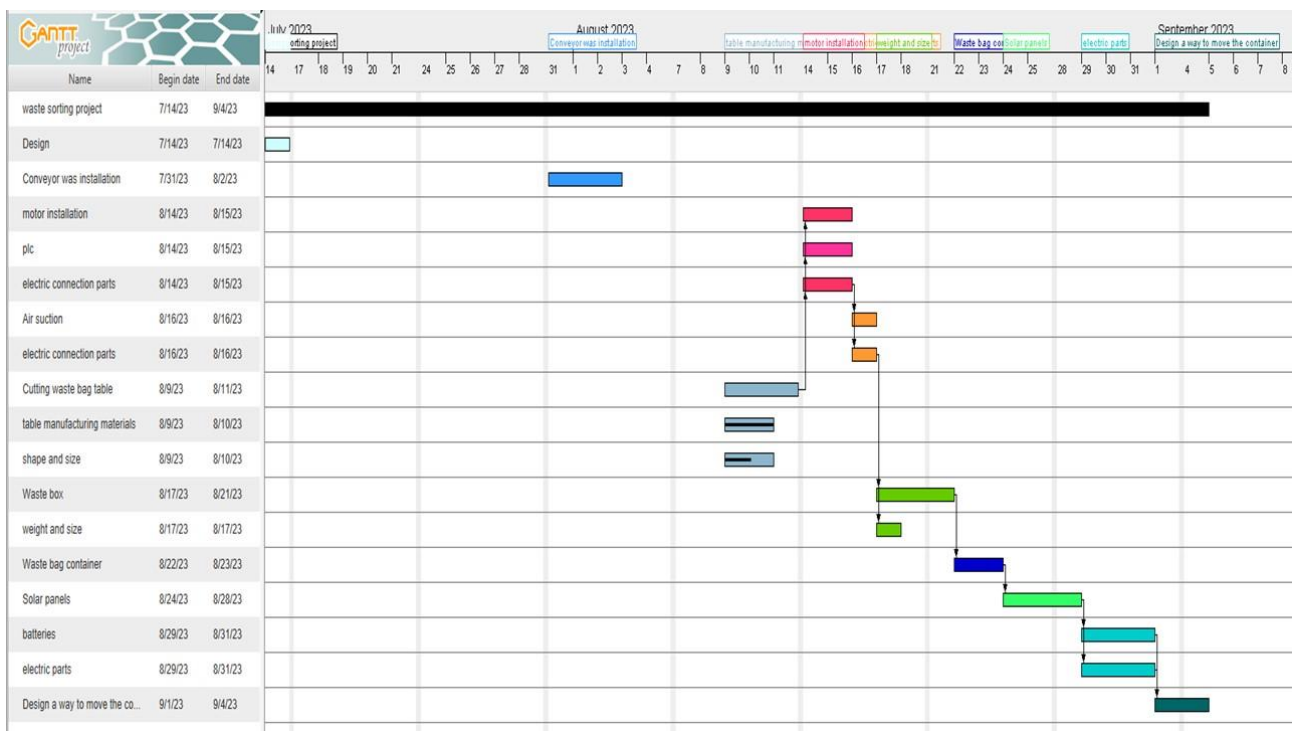 GANTT
project
July 2023
August 2023
September 2023
orting project
Conveyor was installation
table manufacturing m
motor installation
weight and size
Waste bag con
Solar panels
electric parts
Design a way to move the container
14 17 18 19 20 21 24 25 26 27 28 31 1 2 3 4 7 8 9 10 11 14 15 16 17 18 21 22 23 24 25 28 29 30 31 1 4 5 6 7 8
Name Begin date End date
waste sorting project 7/14/23 9/4/23
Design 7/14/23 7/14/23
Conveyor was installation 7/31/23 8/2/23
motor installation 8/14/23 8/15/23
plc 8/14/23 8/15/23
electric connection parts 8/14/23 8/15/23
Air suction 8/16/23 8/16/23
electric connection parts 8/16/23 8/16/23
Cutting waste bag table 8/9/23 8/11/23
table manufacturing materials 8/9/23 8/10/23
shape and size 8/9/23 8/10/23
Waste box 8/17/23 8/21/23
weight and size 8/17/23 8/17/23
Waste bag container 8/22/23 8/23/23
Solar panels 8/24/23 8/28/23
batteries 8/29/23 8/31/23
electric parts 8/29/23 8/31/23
Design a way to move the co... 9/1/23 9/4/23